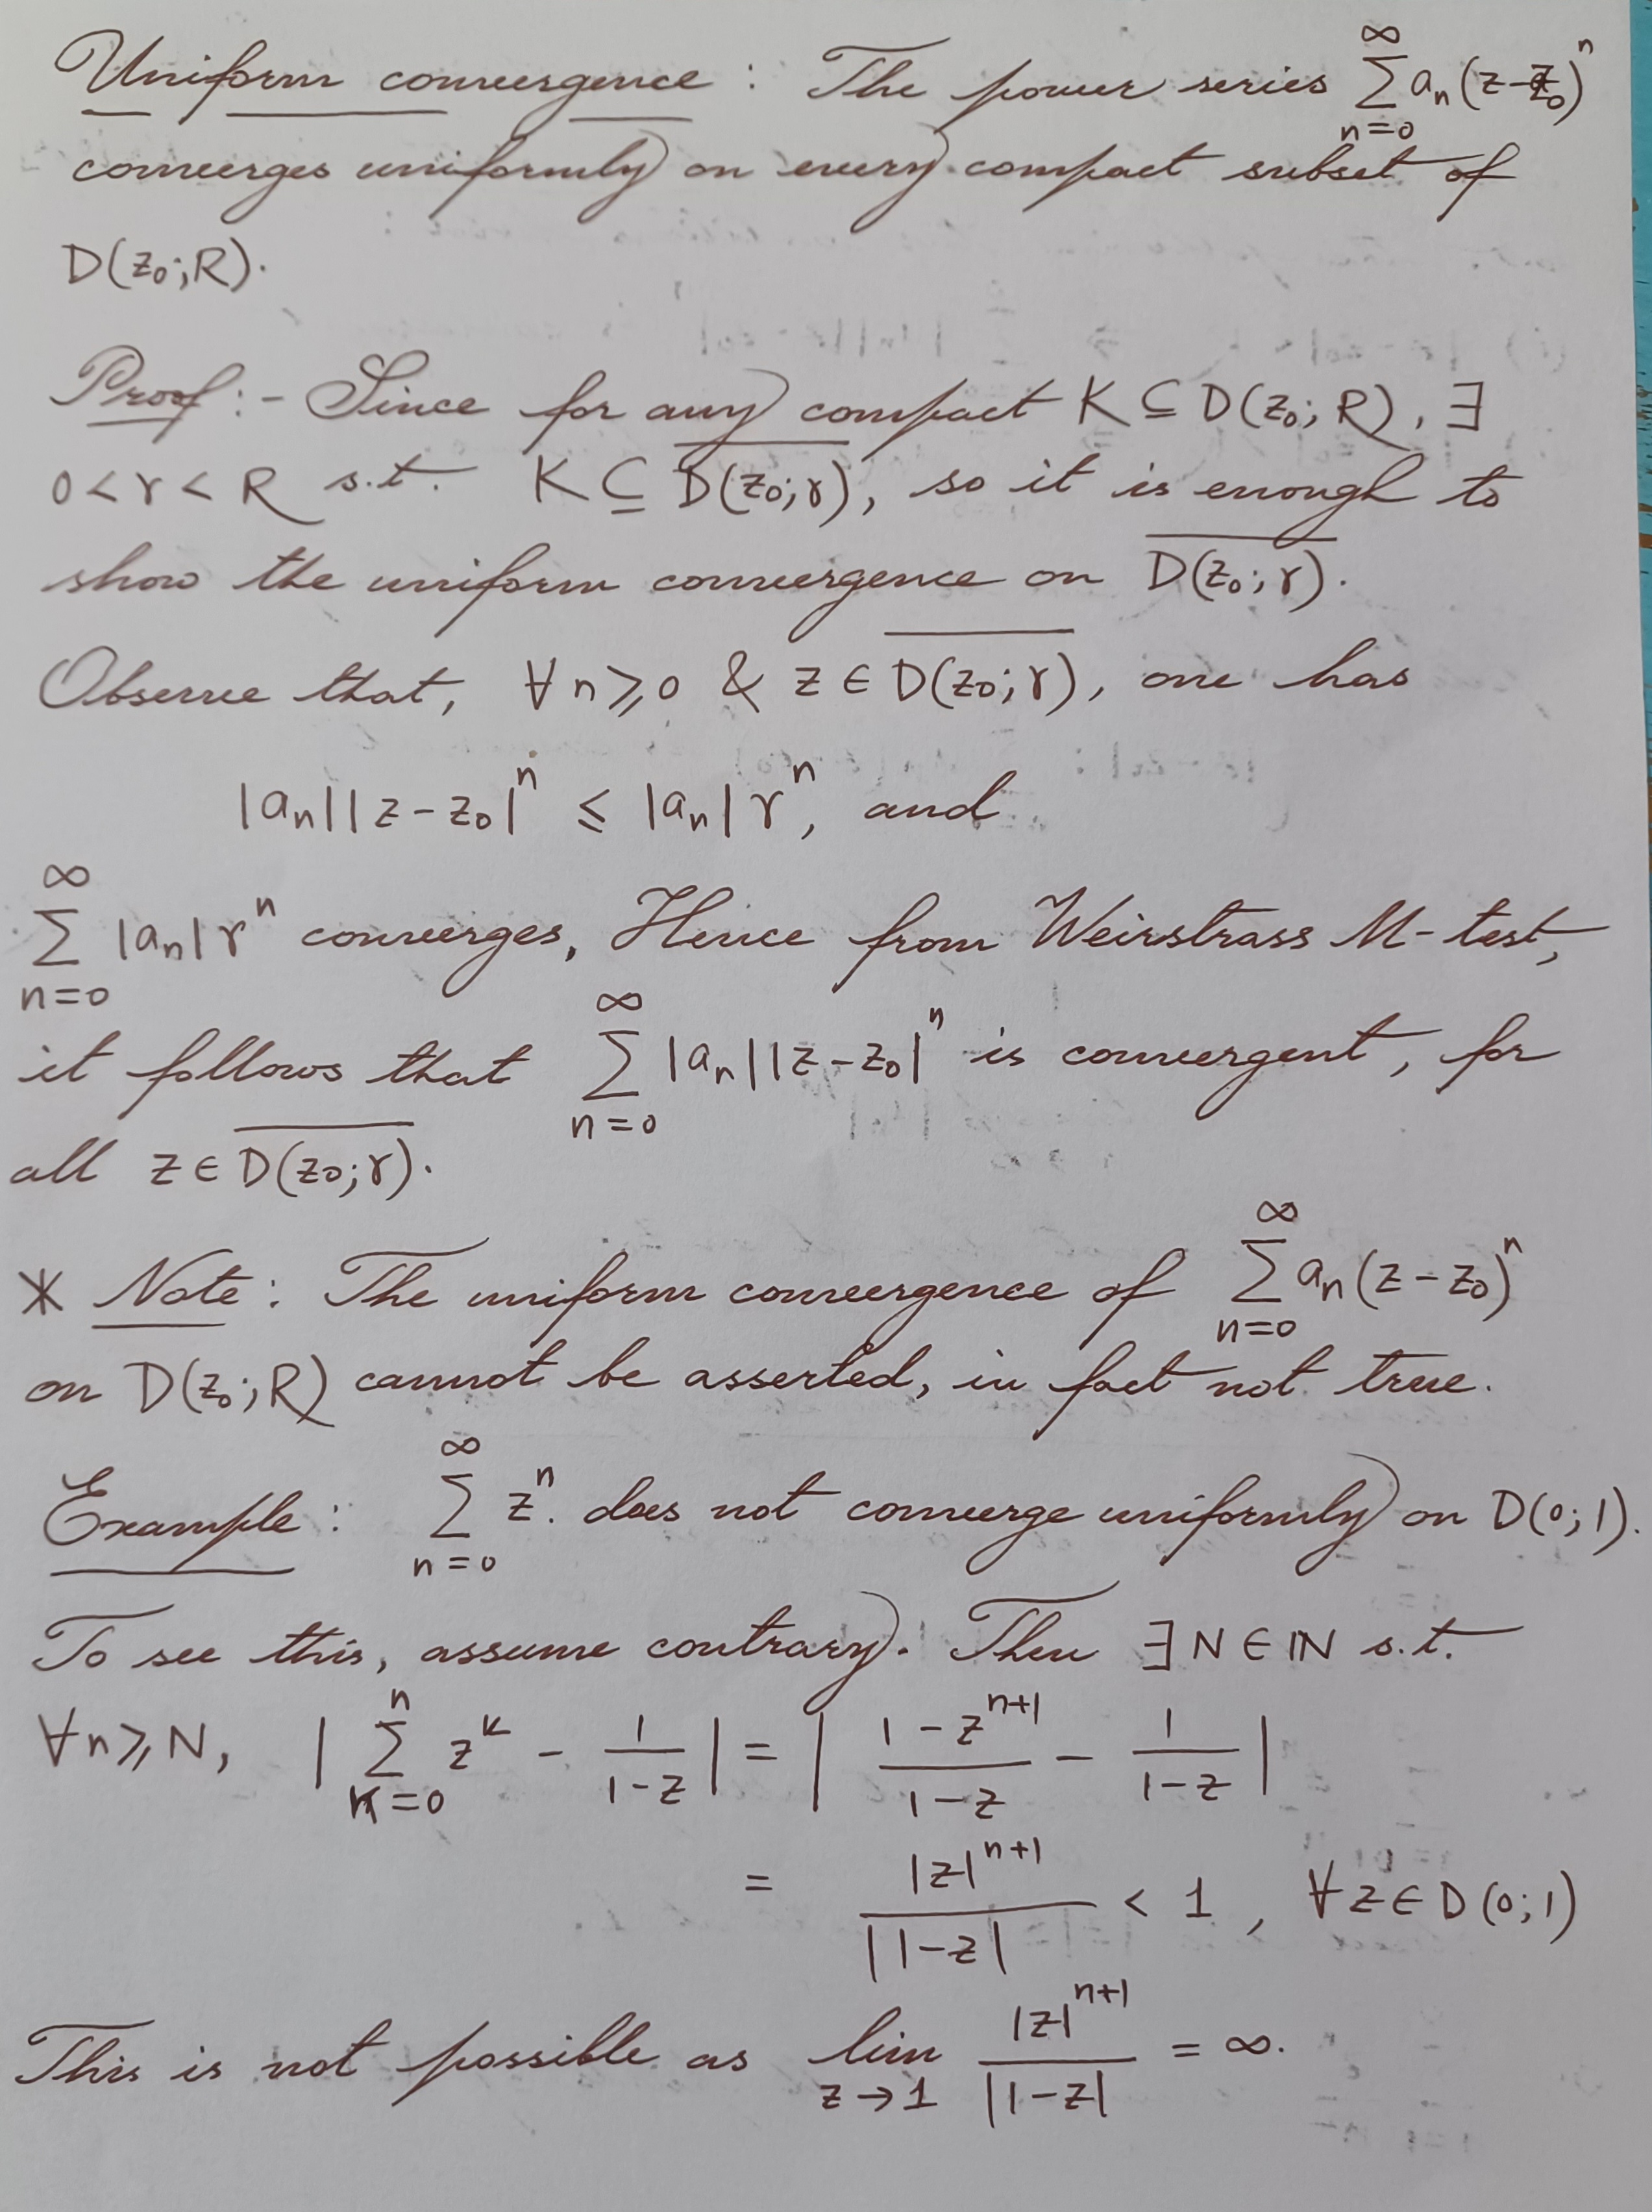 Uniform convergence : The power series $\sum_{n=0}^{\infty} a_n (z-z_0)^n$
converges uniformly on every compact subset of
$D(z_0; R)$.
Proof :- Since for any compact $K \subseteq D(z_0; R)$, $\exists$
$0 < r < R$ s.t. $K \subseteq \overline{D(z_0; r)}$, so it is enough to
show the uniform convergence on $\overline{D(z_0; r)}$.
Observe that, $\forall n \geq 0$ & $z \in \overline{D(z_0; r)}$, one has
$|a_n| |z-z_0|^n \leq |a_n| r^n$, and
$\sum_{n=0}^{\infty} |a_n| r^n$ converges, Hence from Weirstrass M-test,
it follows that $\sum_{n=0}^{\infty} |a_n| |z-z_0|^n$ is convergent, for
all $z \in \overline{D(z_0; r)}$.
* Note : The uniform convergence of $\sum_{n=0}^{\infty} a_n (z-z_0)^n$
on $D(z_0; R)$ cannot be asserted, in fact not true.
Example : $\sum_{n=0}^{\infty} z^n$. does not converge uniformly on $D(0; 1)$.
To see this, assume contrary. Then $\exists N \in \mathbb{N}$ s.t.
$\forall n \geq N$, $\left| \sum_{k=0}^{n} z^k - \frac{1}{1-z} \right| = \left| \frac{1-z^{n+1}}{1-z} - \frac{1}{1-z} \right|$
$= \frac{|z|^{n+1}}{|1-z|} < 1$, $\forall z \in D(0; 1)$
This is not possible as $\lim_{z \to 1} \frac{|z|^{n+1}}{|1-z|} = \infty$.